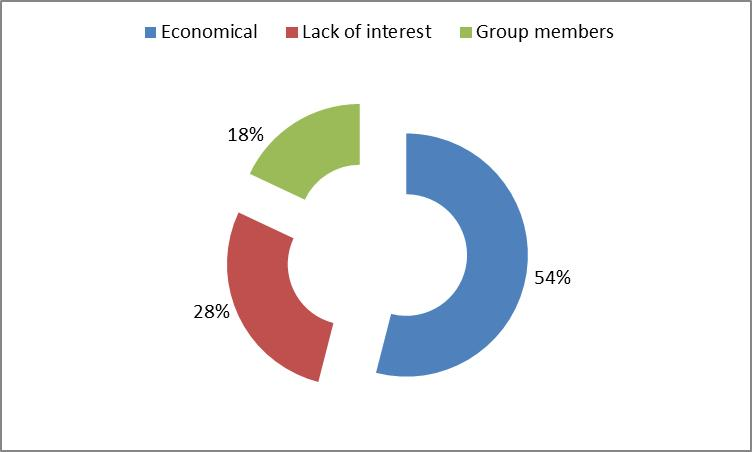 Economical Lack of interest Group members
18%
54%
28%